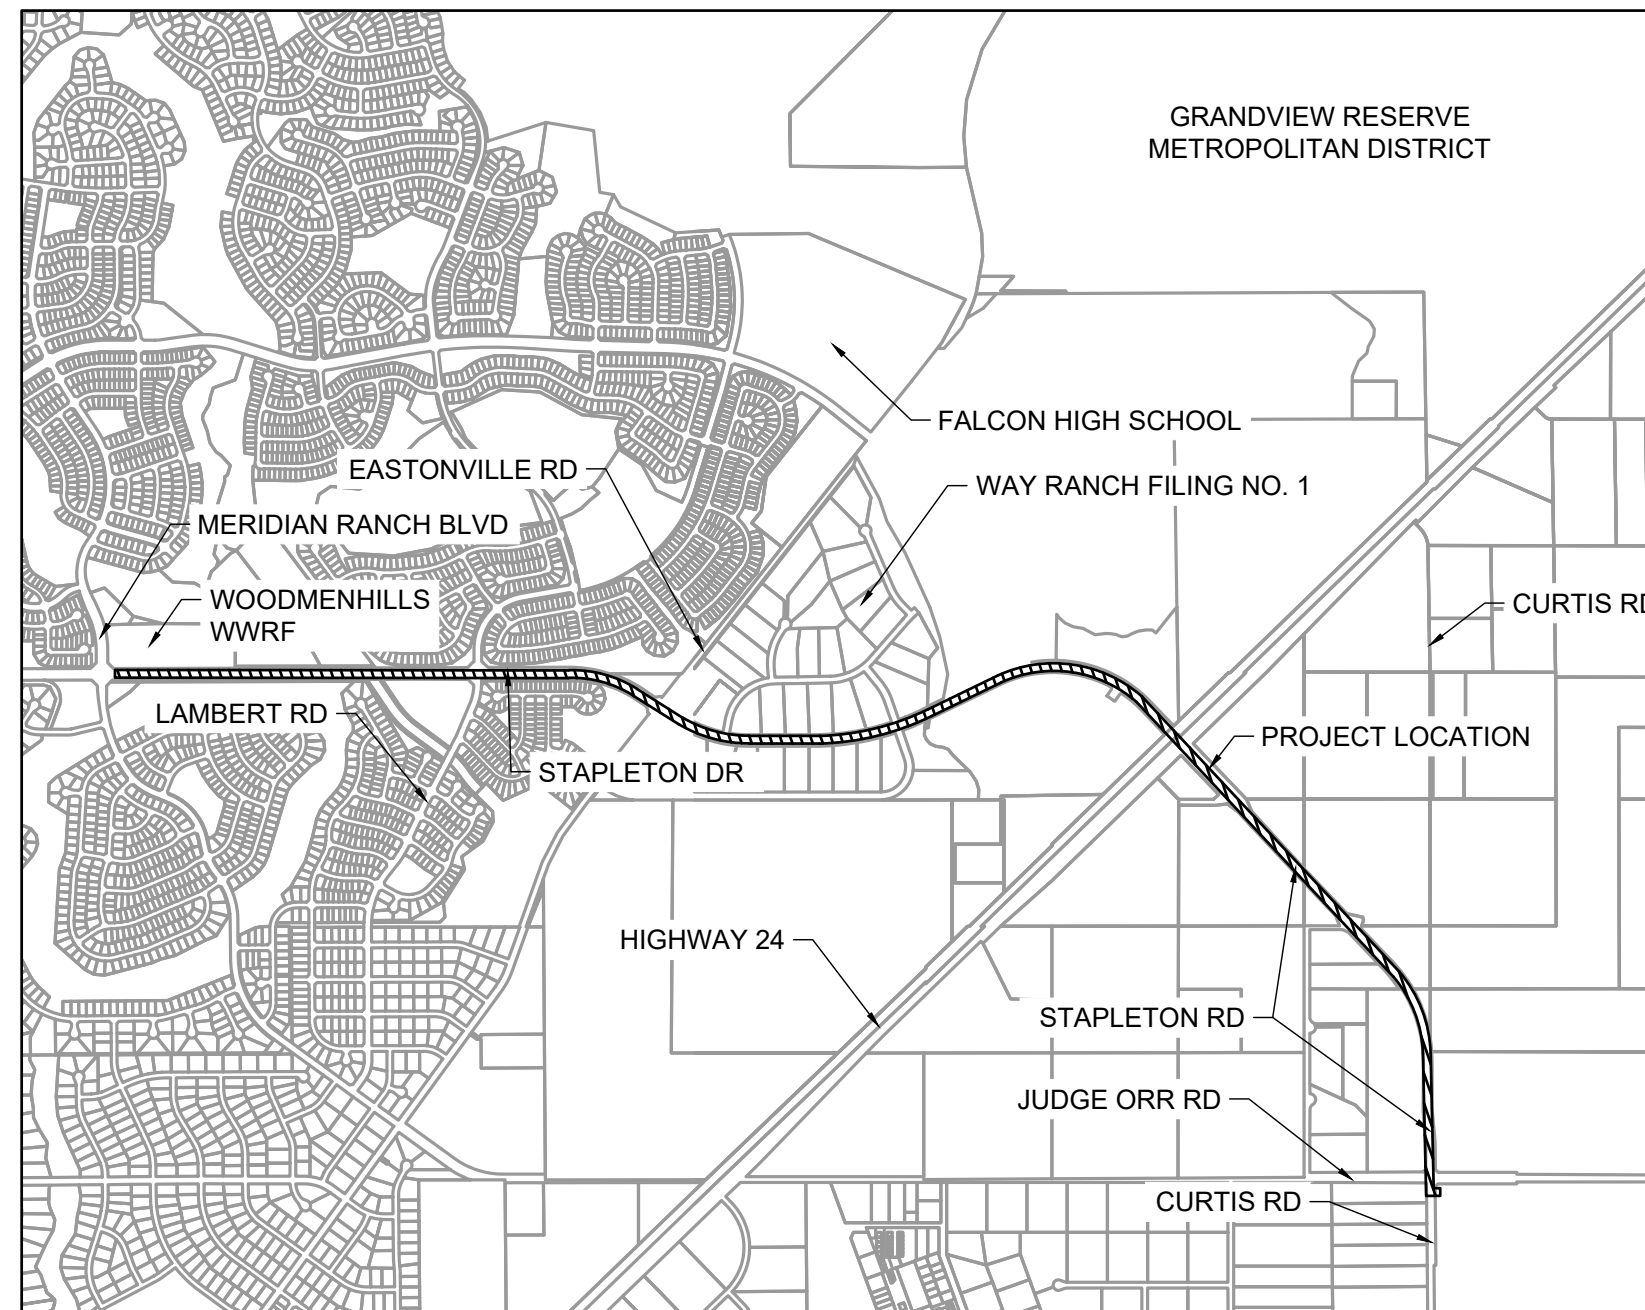 GRANDVIEW RESERVE
METROPOLITAN DISTRICT
FALCON HIGH SCHOOL
EASTONVILLE RD
WAY RANCH FILING NO. 1
MERIDIAN RANCH BLVD
WOODMENHILLS
WWRF
CURTIS RD
LAMBERT RD
PROJECT LOCATION
STAPLETON DR
HIGHWAY 24
STAPLETON RD
JUDGE ORR RD
CURTIS RD